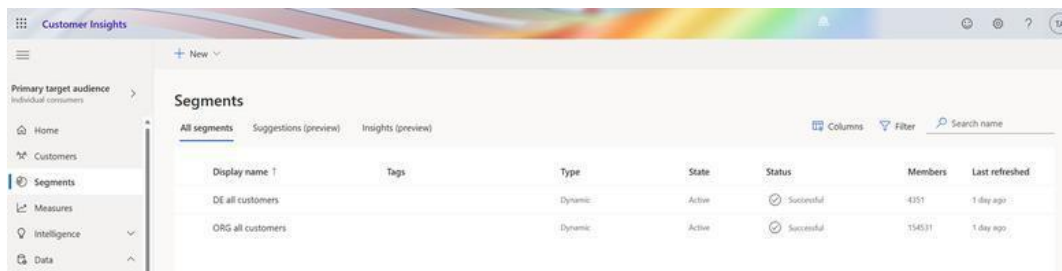 Customer Insights
?
New
Primary target audience
Individual consumers
Segments
All segments Suggestions (preview) Insights (preview) Columns Filter Search name
Home
Customers
Segments
Measures
Intelligence
Data
Display name ↑ Tags Type State Status Members Last refreshed
DE all customers Dynamic Active Successful 4351 1 day ago
ORG all customers Dynamic Active Successful 154531 1 day ago